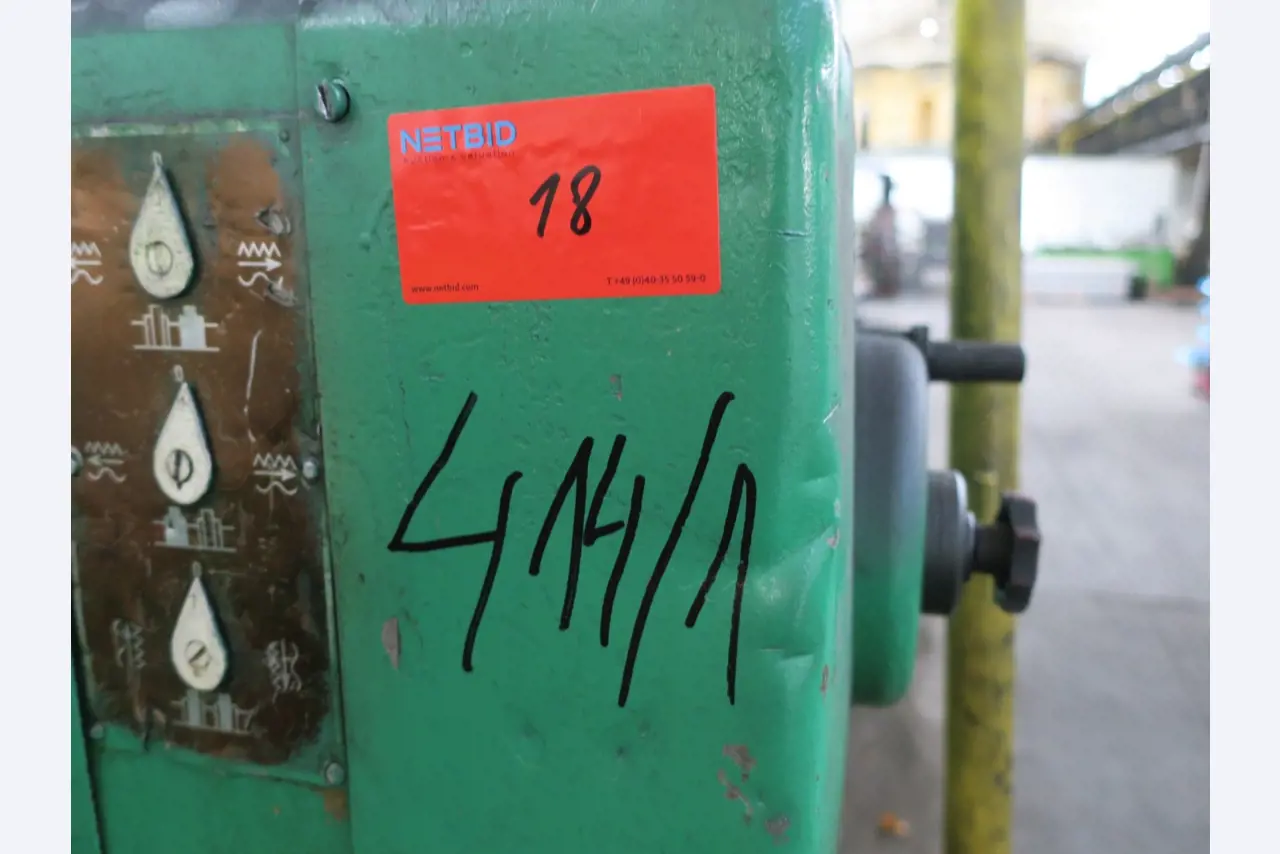 NETBID
18
www.netbid.com
T +49 (0)40-35 50 59-0
414/1